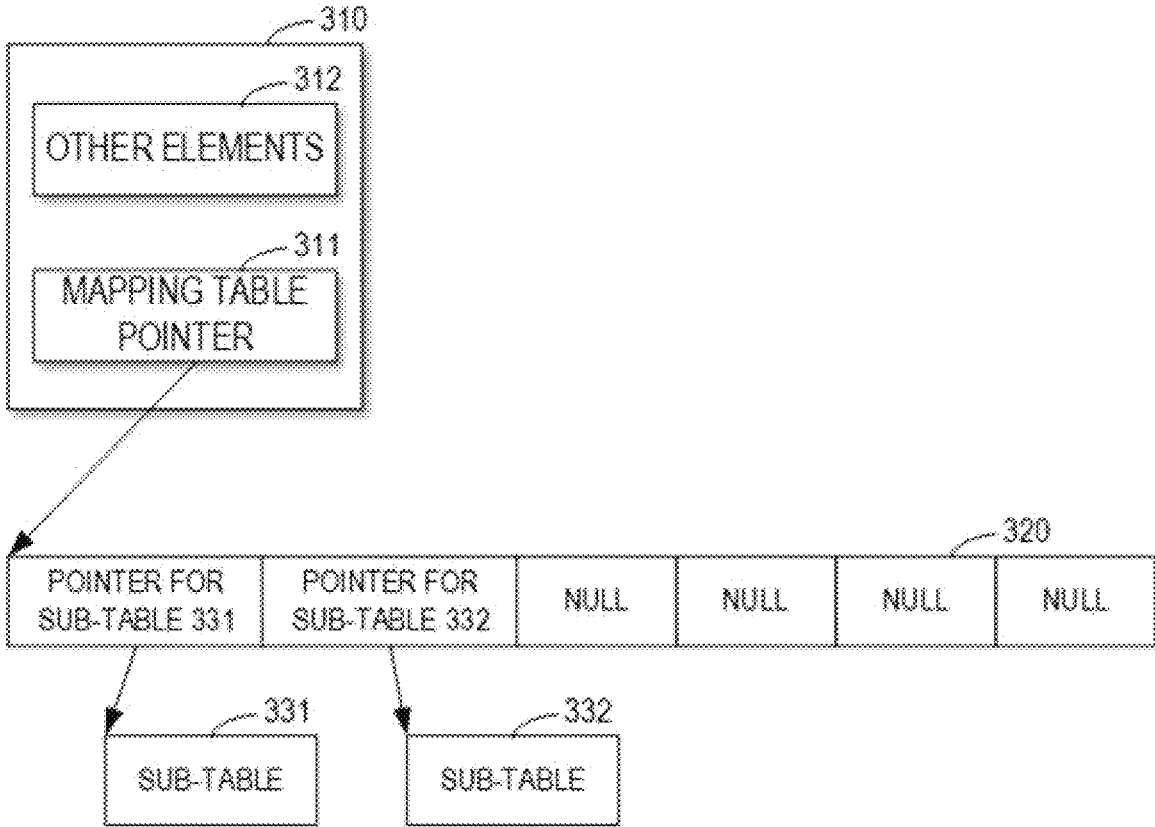 310
312
OTHER ELEMENTS
311
MAPPING TABLE
POINTER
320
POINTER FOR
SUB-TABLE 331
POINTER FOR
SUB-TABLE 332
NULL
NULL
NULL
NULL
331
332
SUB-TABLE
SUB-TABLE